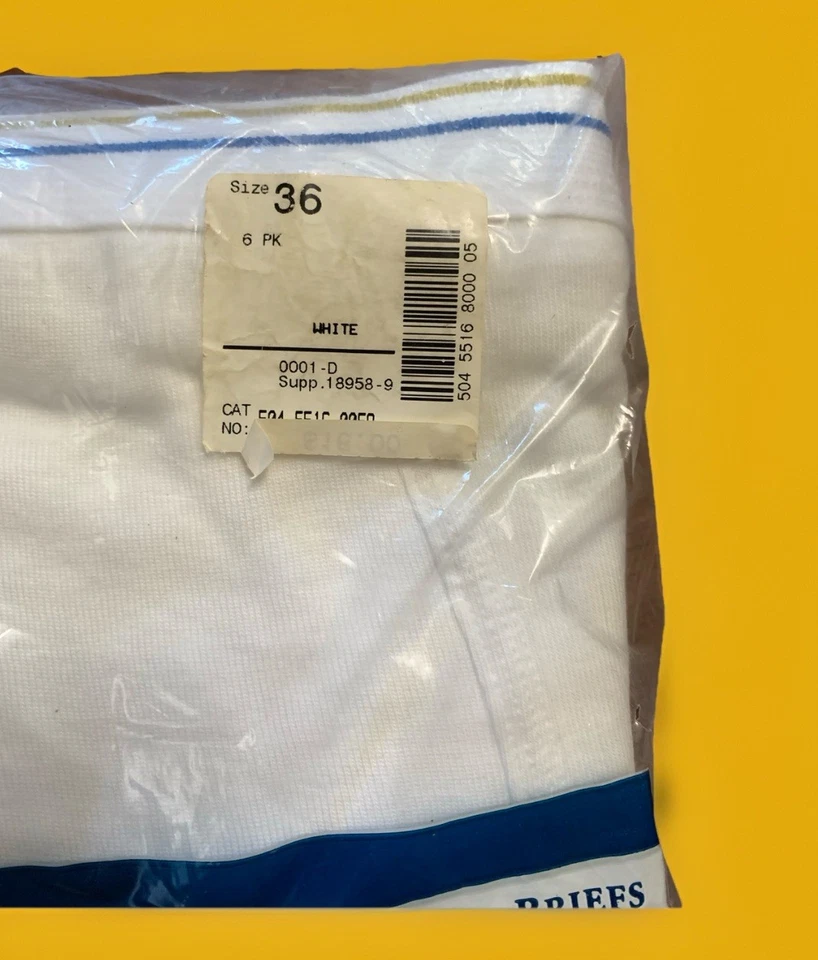 Size 36
6 PK
WHITE
0001-D
Supp.18958-9
CAT
NO:
504 5516 8000 05
BRIEFS